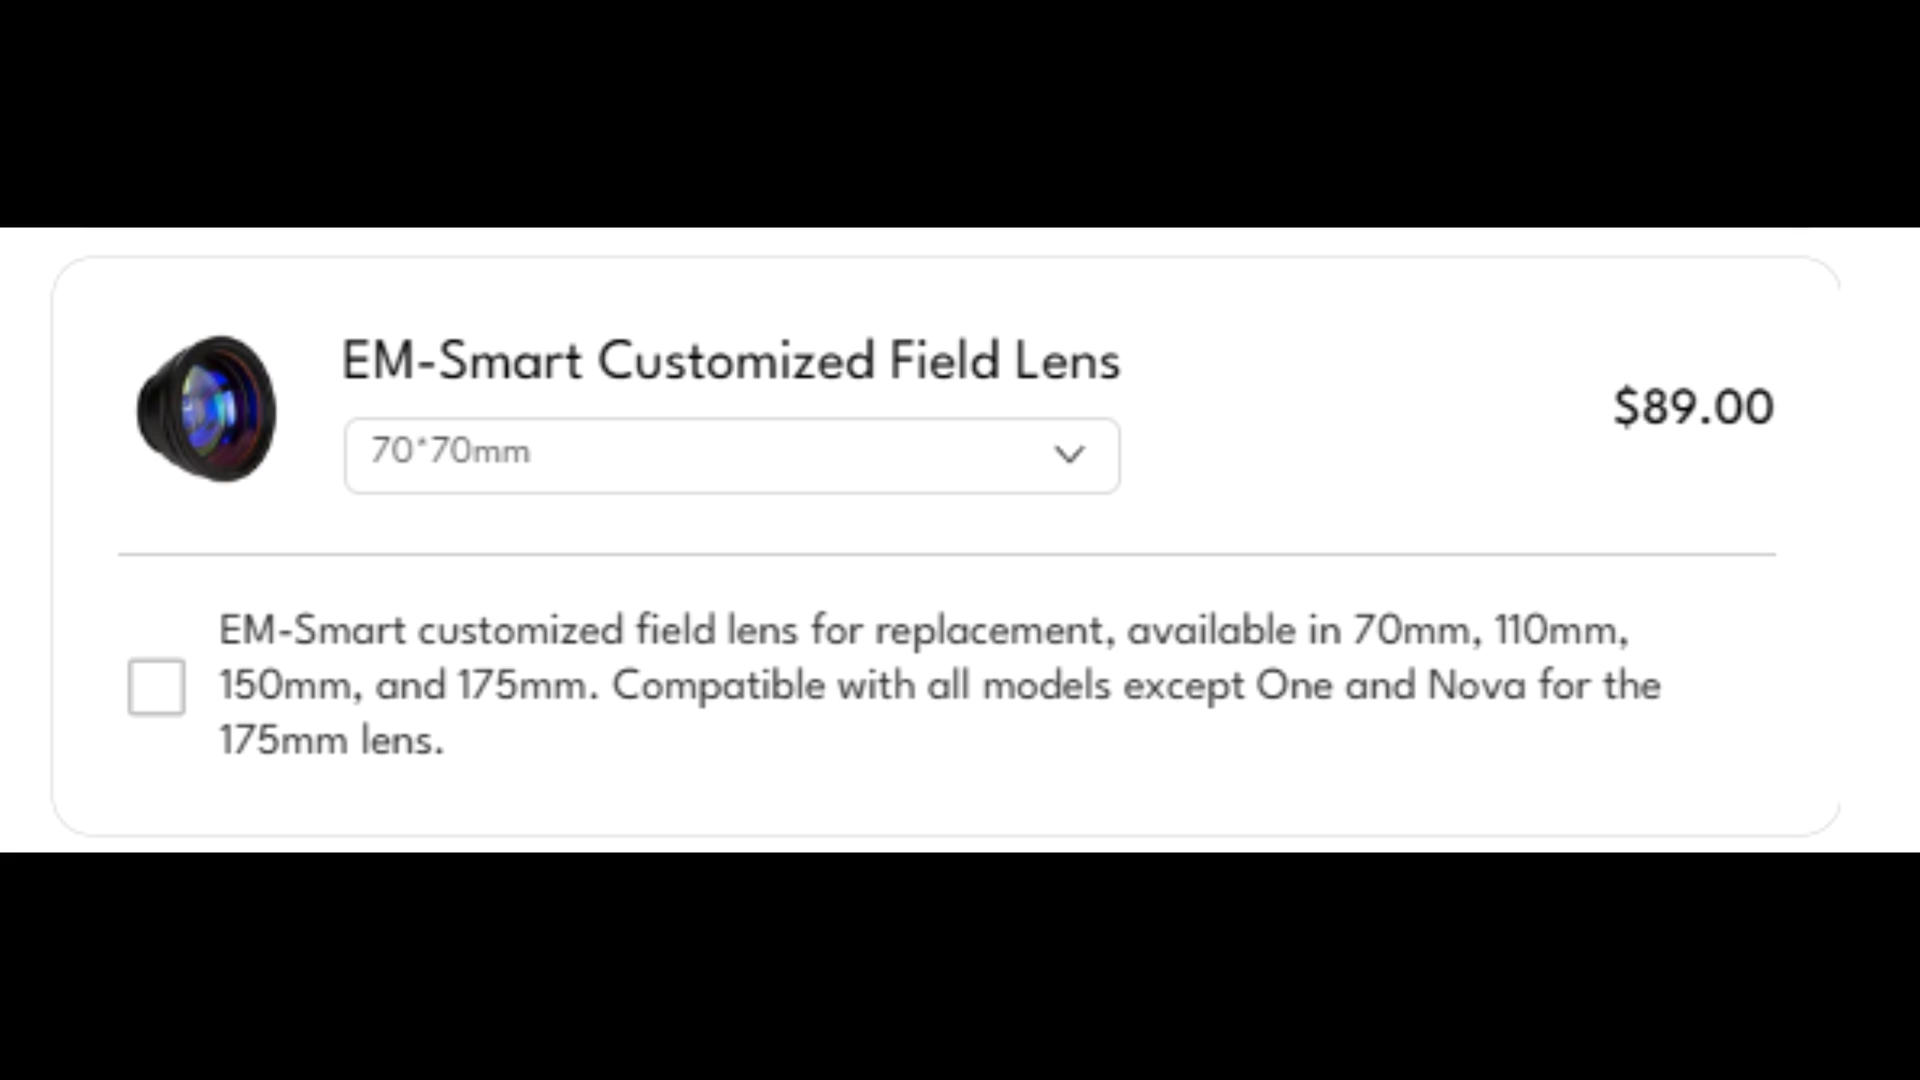 EM-Smart Customized Field Lens
70*70mm
$89.00
EM-Smart customized field lens for replacement, available in 70mm, 110mm,
150mm, and 175mm. Compatible with all models except One and Nova for the
175mm lens.